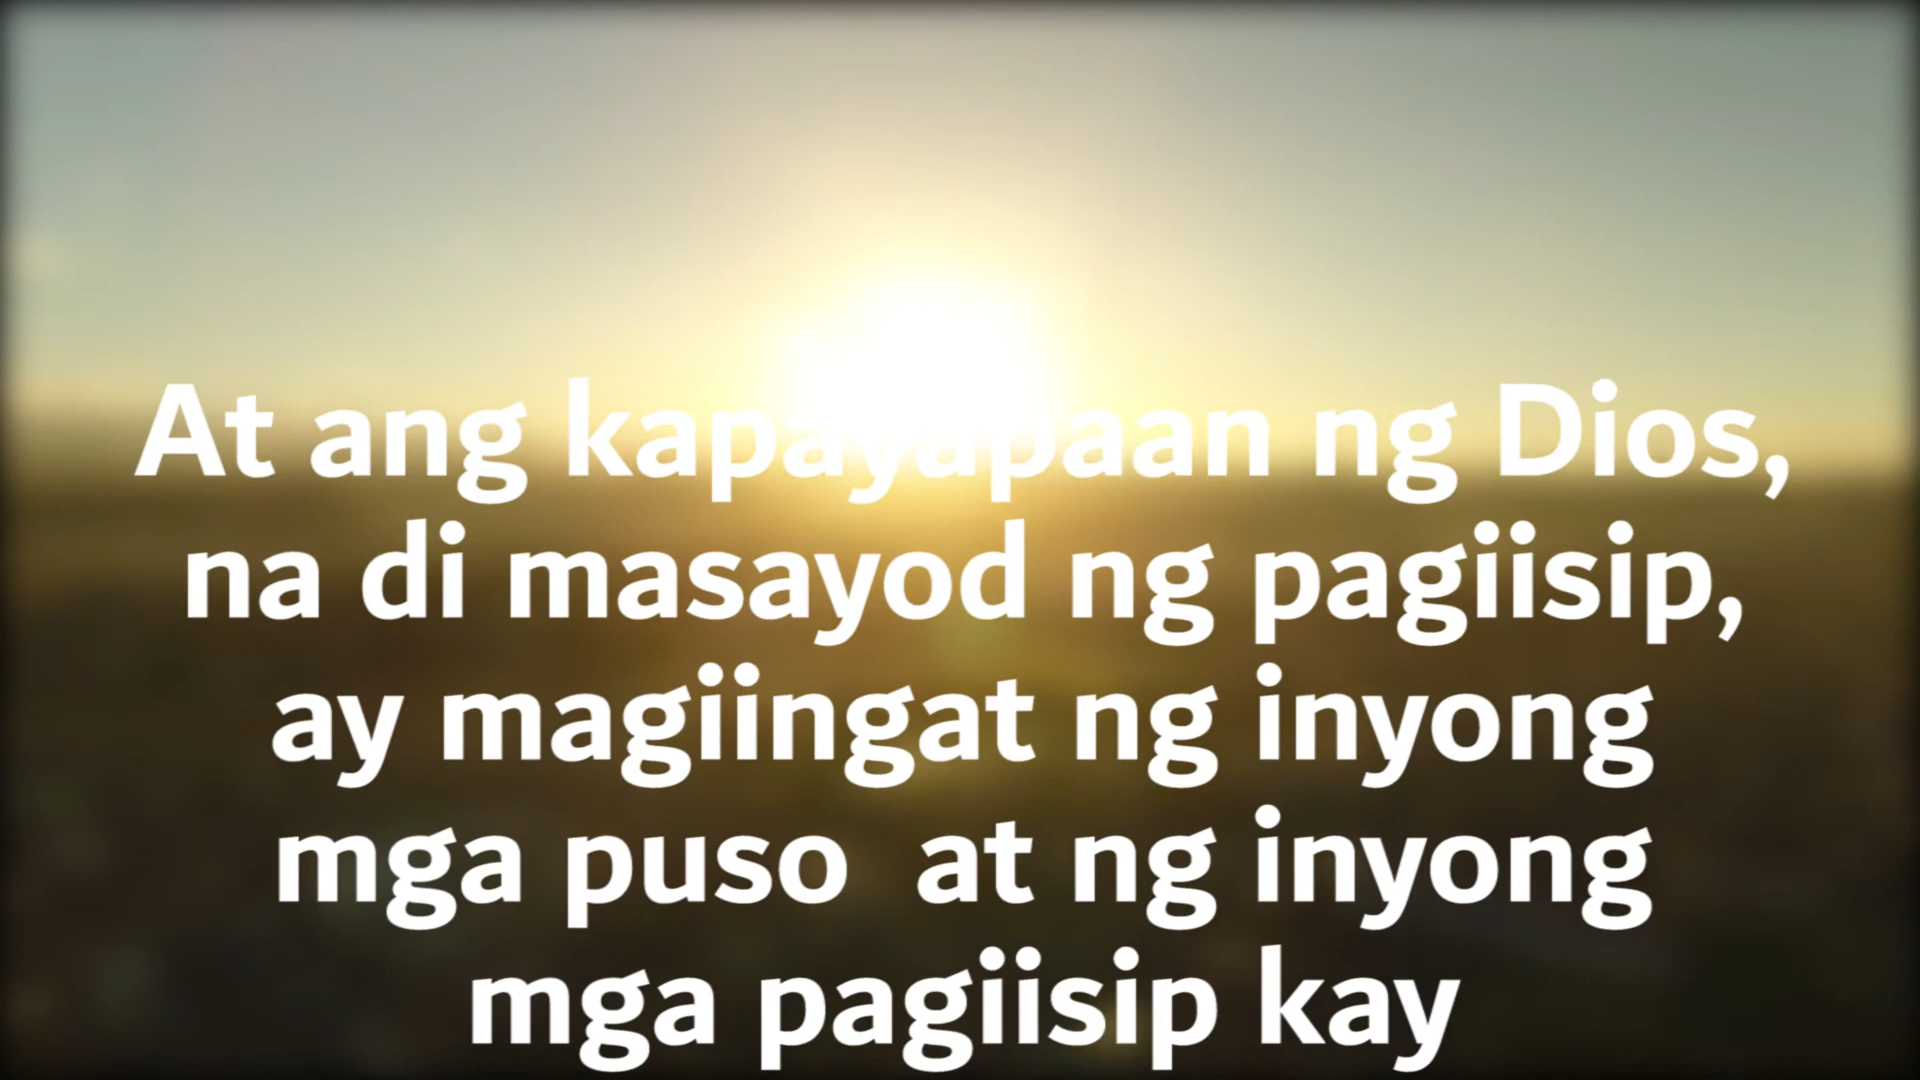 At ang kapayapaan ng Dios,
na di masayod ng pagiisip,
ay magiingat ng inyong
mga puso  at ng inyong
mga pagiisip kay